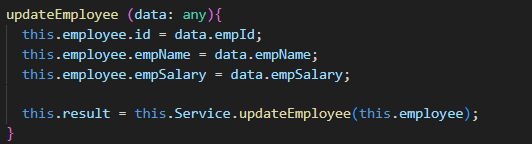 updateEmployee (data: any){
this.employee.id = data.empId;
this.employee.empName = data.empName;
this.employee.empSalary = data.empSalary;
this.result = this.Service.updateEmployee(this.employee);
}